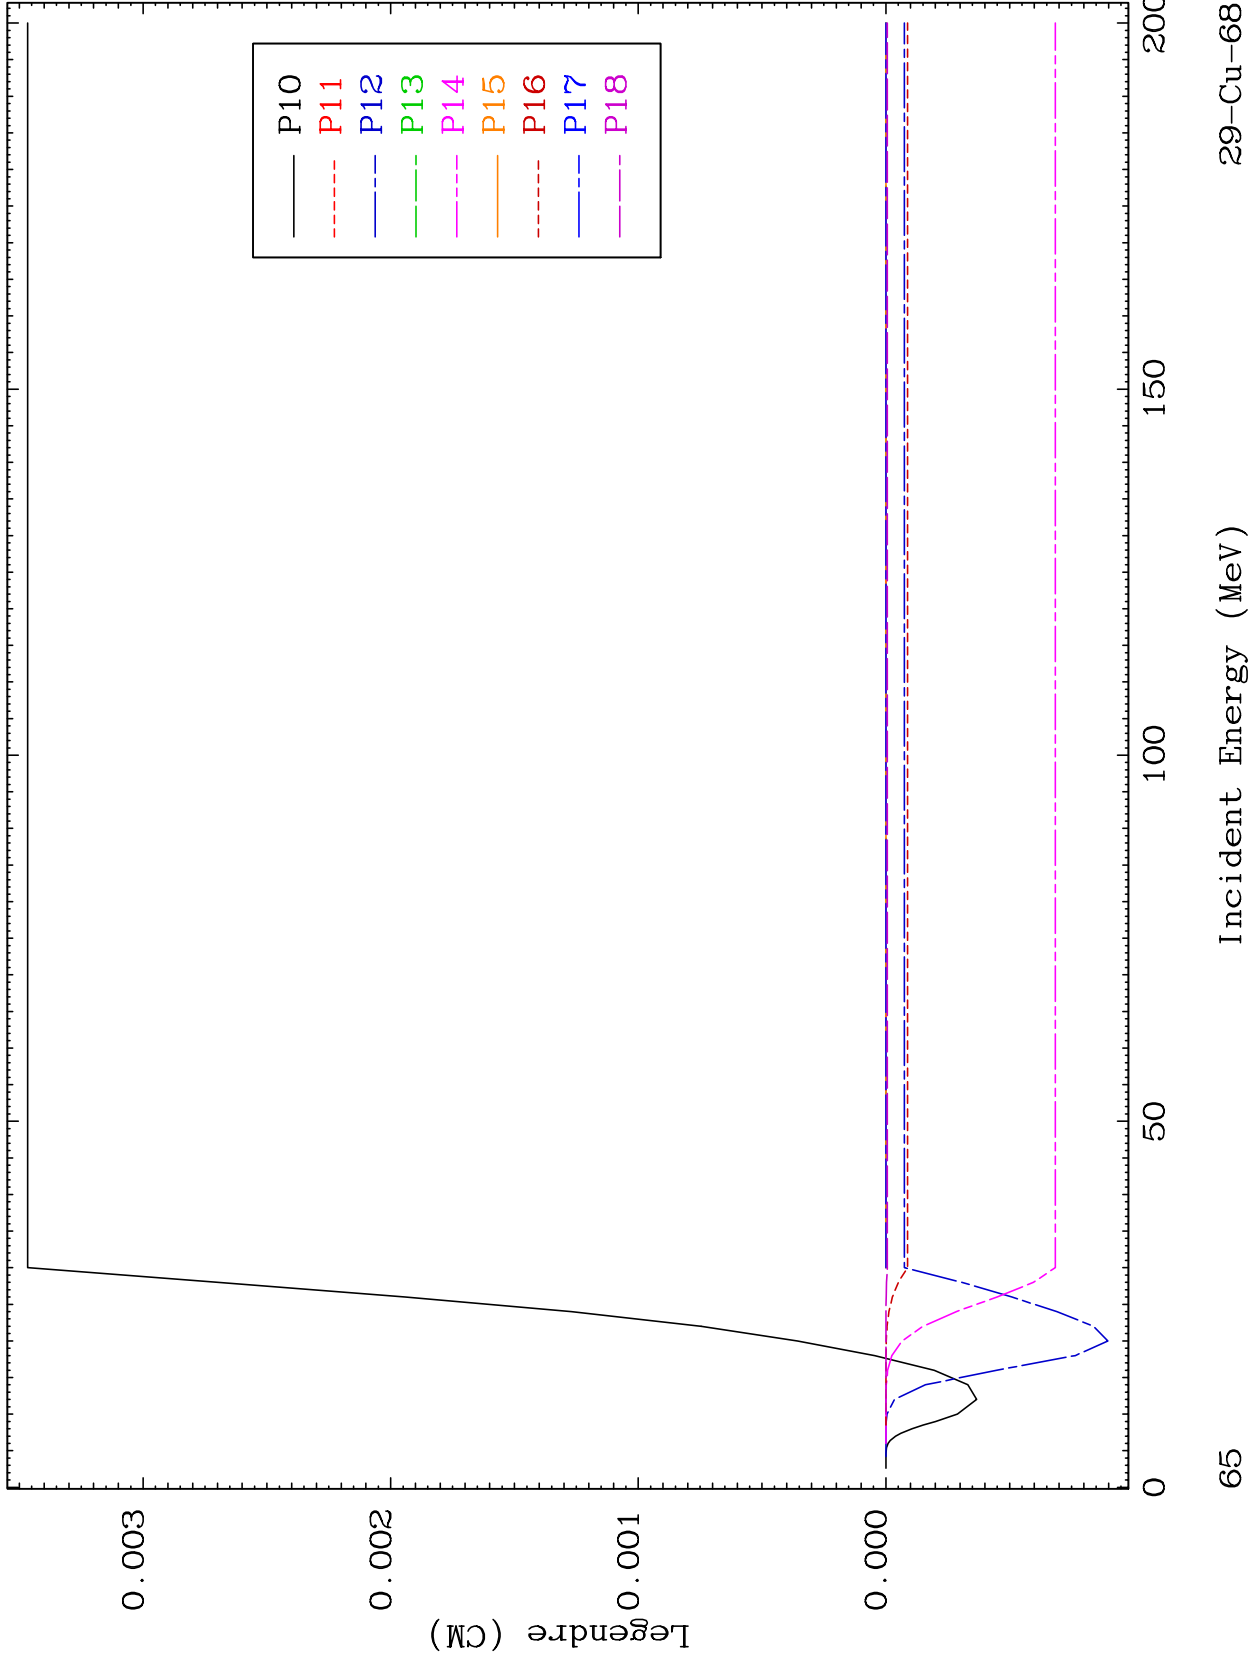 P10
P11
P12
P13
P14
P15
P16
P17
P18
0.003
0.002
0.001
0.000
Legendre (CM)
0
50
100
150
200
Incident Energy (MeV)
65
29-Cu-68